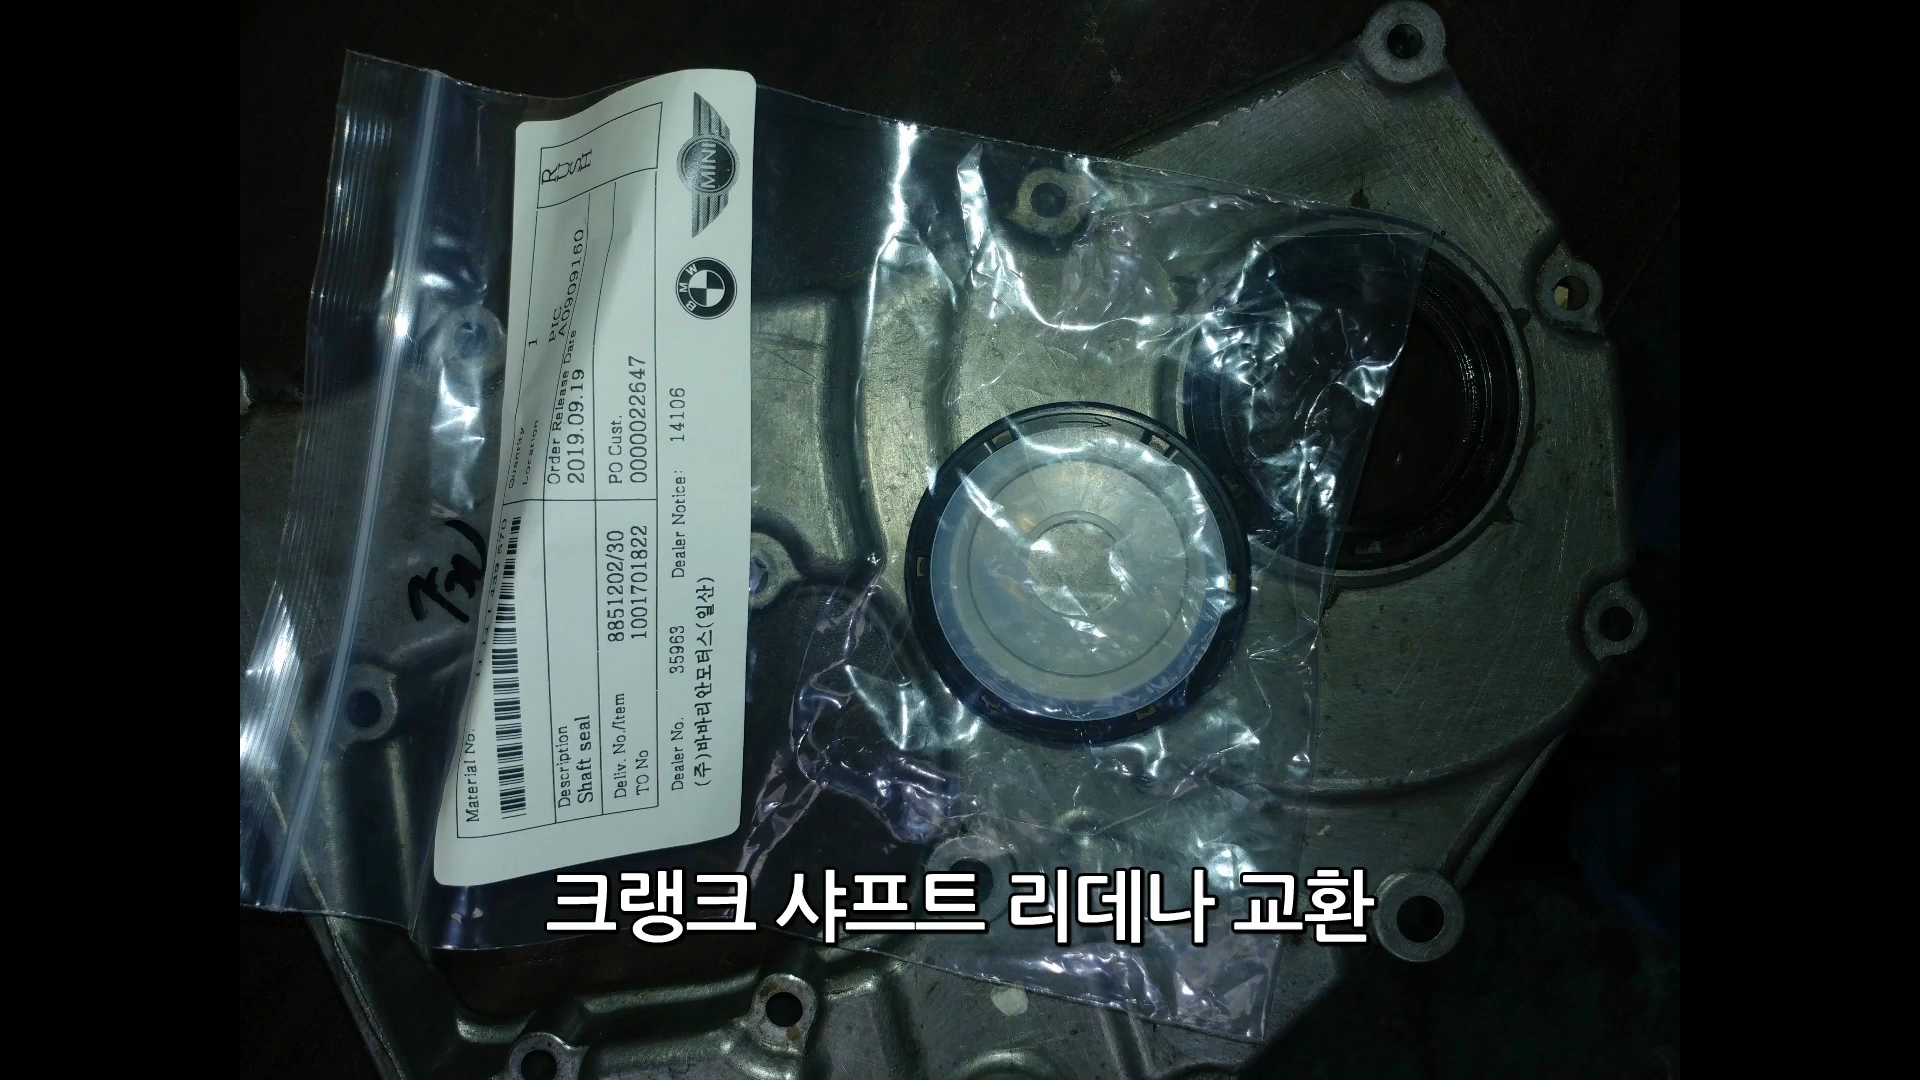 RUSH
MINI
BMW
Material No.
Quantity 1
Location PIC
Description
Shaft seal
Order Release Date A09909160
2019.09.19
Deliv. No./Item 8851202/30
PO Cust.
TO No 1001701822
0000022647
Dealer No. 35963 Dealer Notice: 14106
(주)바바리안모터스(일산)
크랭크 샤프트 리데나 교환